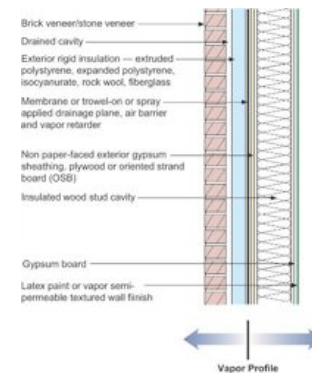 Brick veneer/stone veneer
Drained cavity
Exterior rigid insulation — extruded
polystyrene, expanded polystyrene,
isocyanurate, rock wool, fiberglass
Membrane or trowel-on or spray
applied drainage plane, air barrier
and vapor retarder
Non paper-faced exterior gypsum
sheathing, plywood or oriented strand
board (OSB)
Insulated wood stud cavity
Gypsum board
Latex paint or vapor semi-
permeable textured wall finish
Vapor Profile